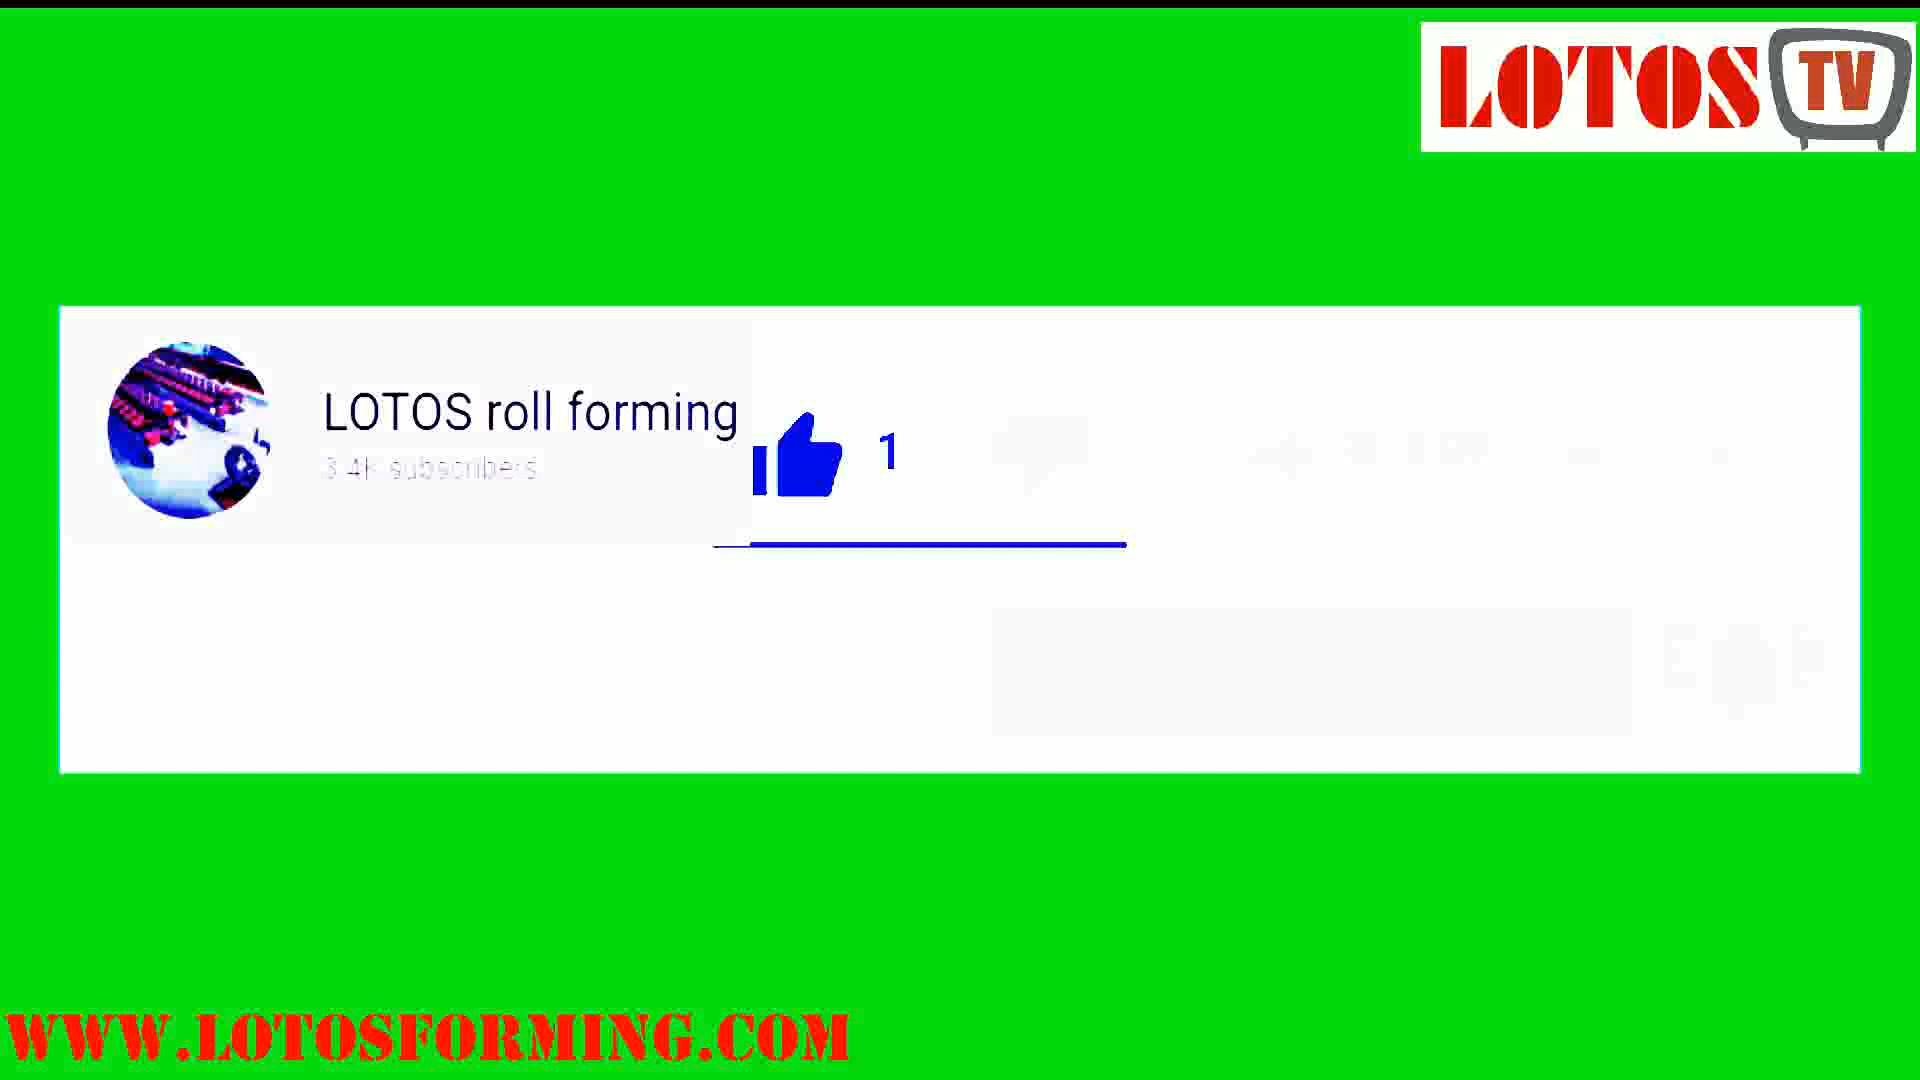 LOTOS TV
LOTOS roll forming
3.4K subscribers
1
WWW.LOTOSFORMING.COM